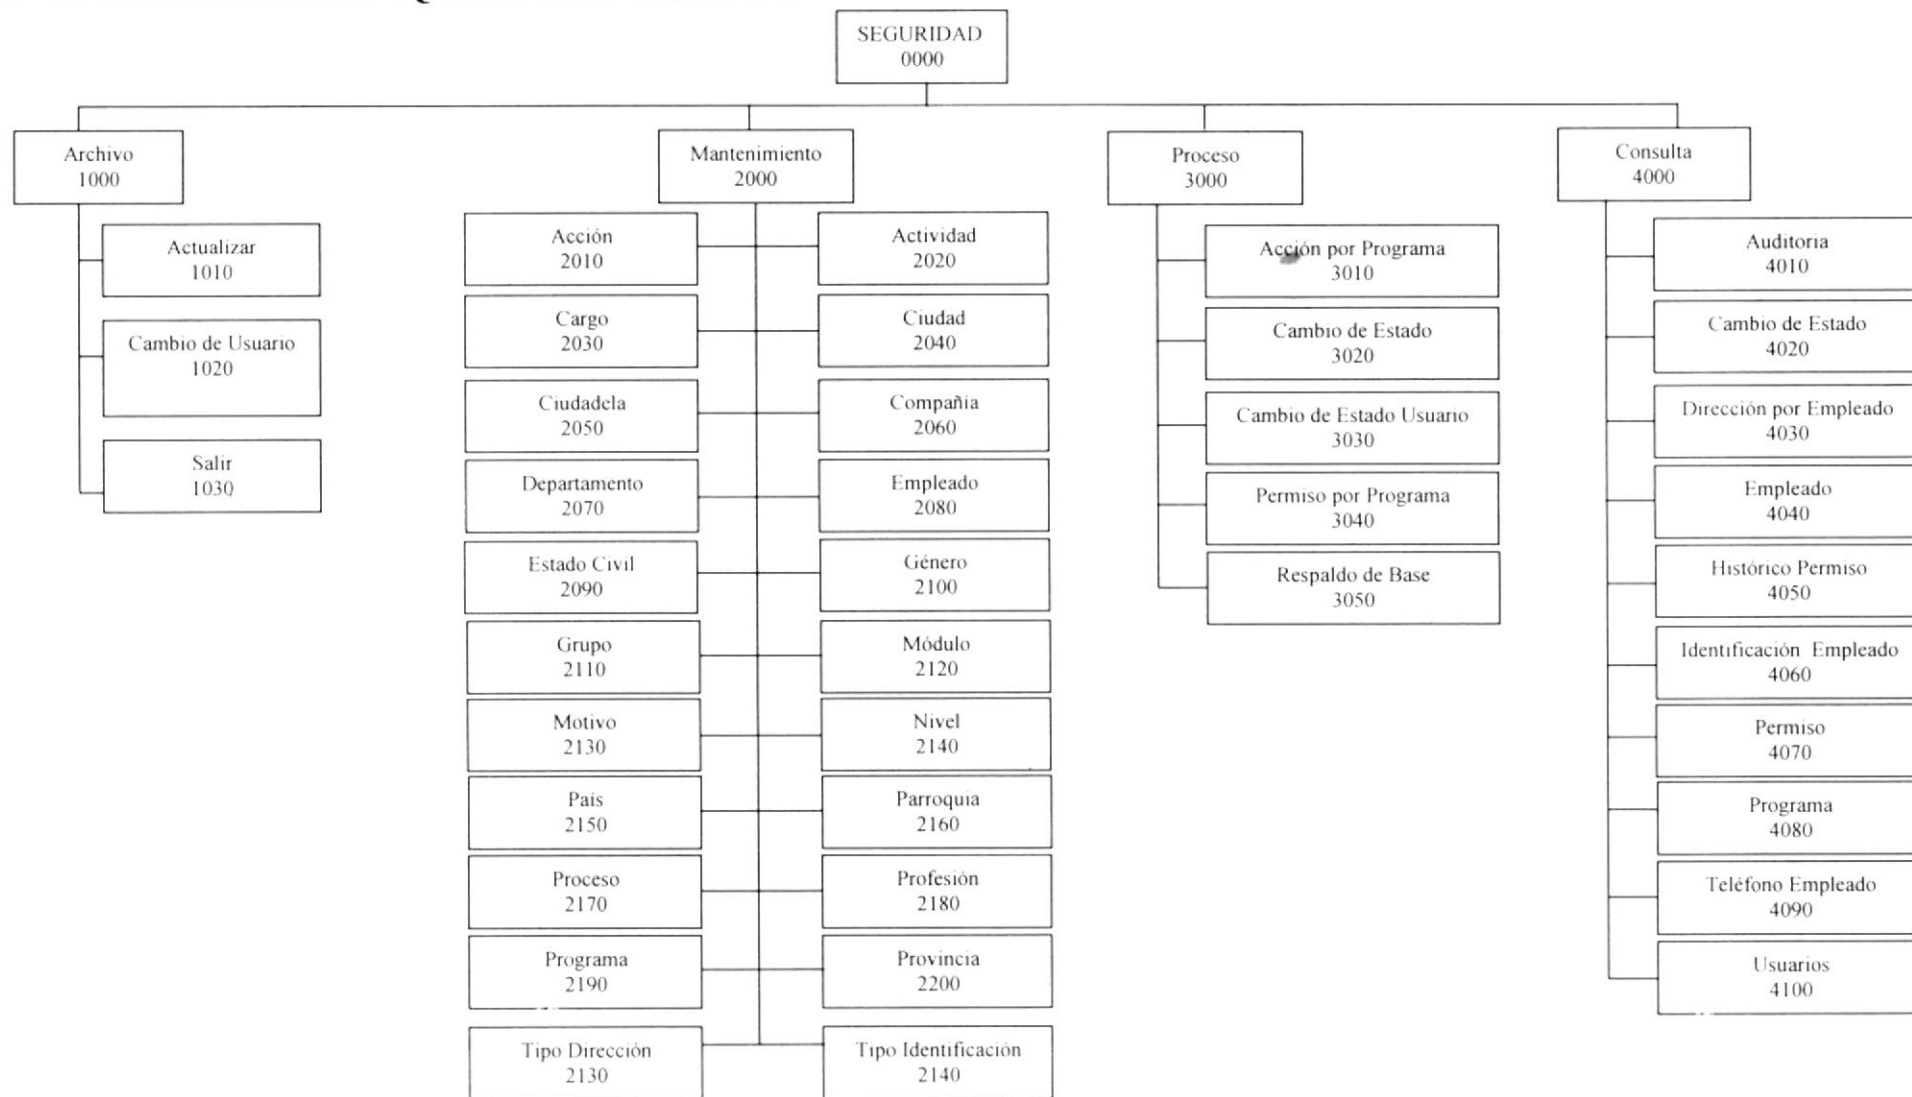 SEGURIDAD
0000
Archivo
1000
Mantenimiento
2000
Proceso
3000
Consulta
4000
Actualizar
1010
Cambio de Usuario
1020
Salir
1030
Acción
2010
Actividad
2020
Cargo
2030
Ciudad
2040
Ciudadela
2050
Compañia
2060
Departamento
2070
Empleado
2080
Estado Civil
2090
Género
2100
Grupo
2110
Módulo
2120
Motivo
2130
Nivel
2140
País
2150
Parroquia
2160
Proceso
2170
Profesión
2180
Programa
2190
Provincia
2200
Tipo Dirección
2130
Tipo Identificación
2140
Acción por Programa
3010
Cambio de Estado
3020
Cambio de Estado Usuario
3030
Permiso por Programa
3040
Respaldo de Base
3050
Auditoria
4010
Cambio de Estado
4020
Dirección por Empleado
4030
Empleado
4040
Histórico Permiso
4050
Identificación Empleado
4060
Permiso
4070
Programa
4080
Teléfono Empleado
4090
Usuarios
4100